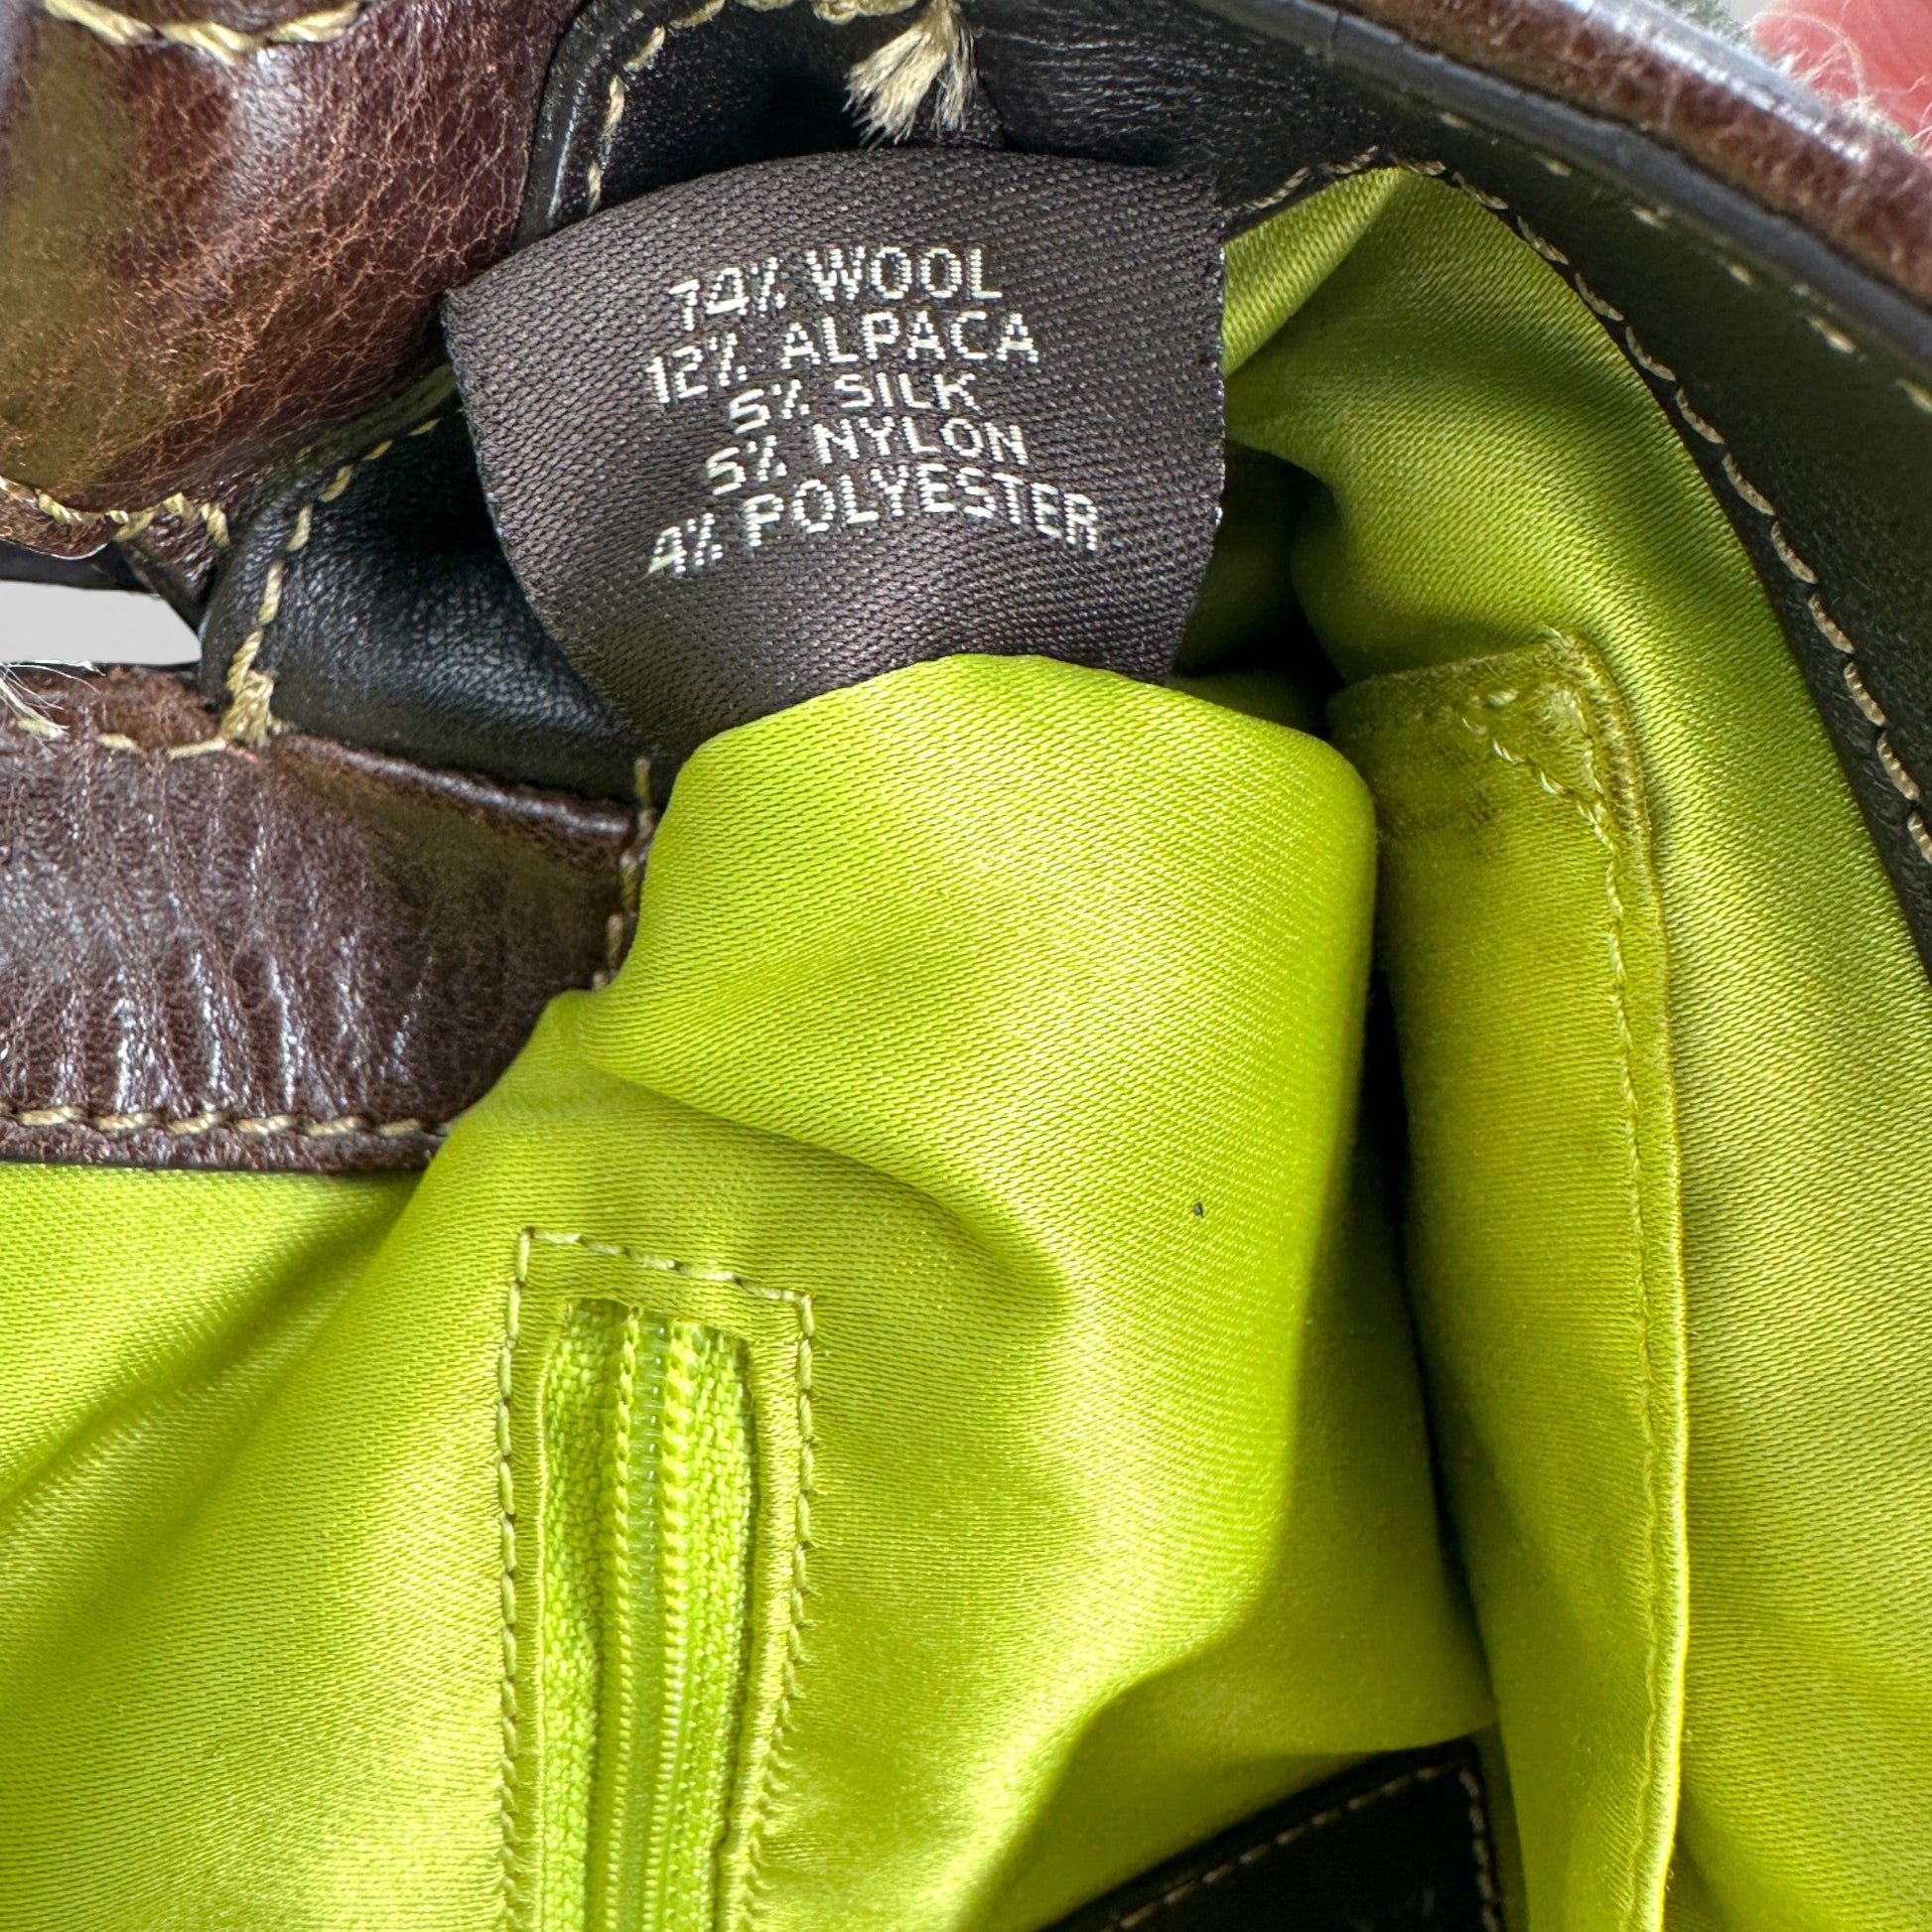 74% WOOL
12% ALPACA
5% SILK
5% NYLON
4% POLYESTER